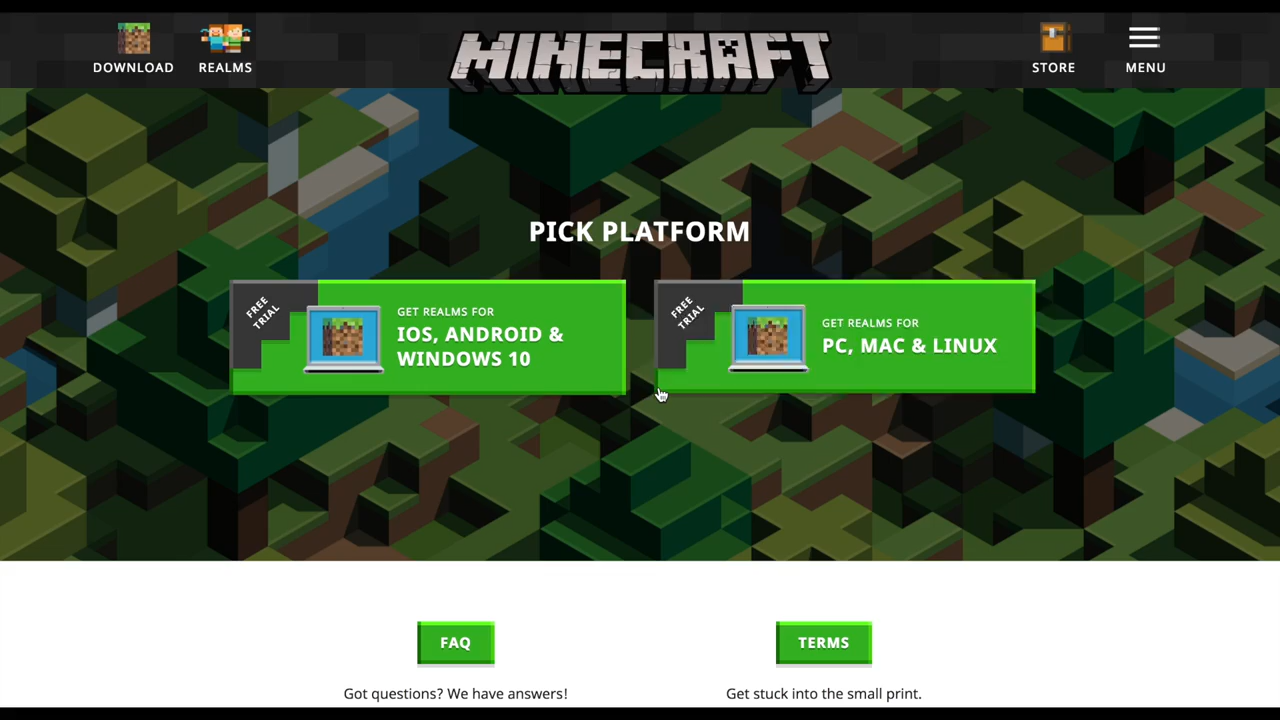 MINECRAFT
DOWNLOAD
REALMS
STORE
MENU
PICK PLATFORM
FREE
TRIAL
GET REALMS FOR
IOS, ANDROID &
WINDOWS 10
FREE
TRIAL
GET REALMS FOR
PC, MAC & LINUX
FAQ
Got questions? We have answers!
TERMS
Get stuck into the small print.